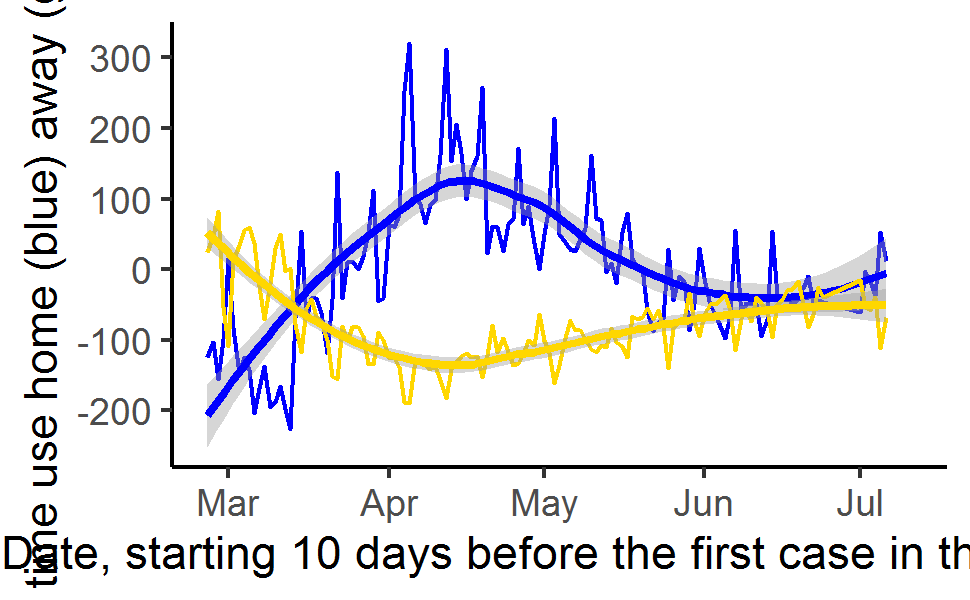 time use home (blue) away (g
300
200
100
0
-100
-200
Mar Apr May Jun Jul
Date, starting 10 days before the first case in th